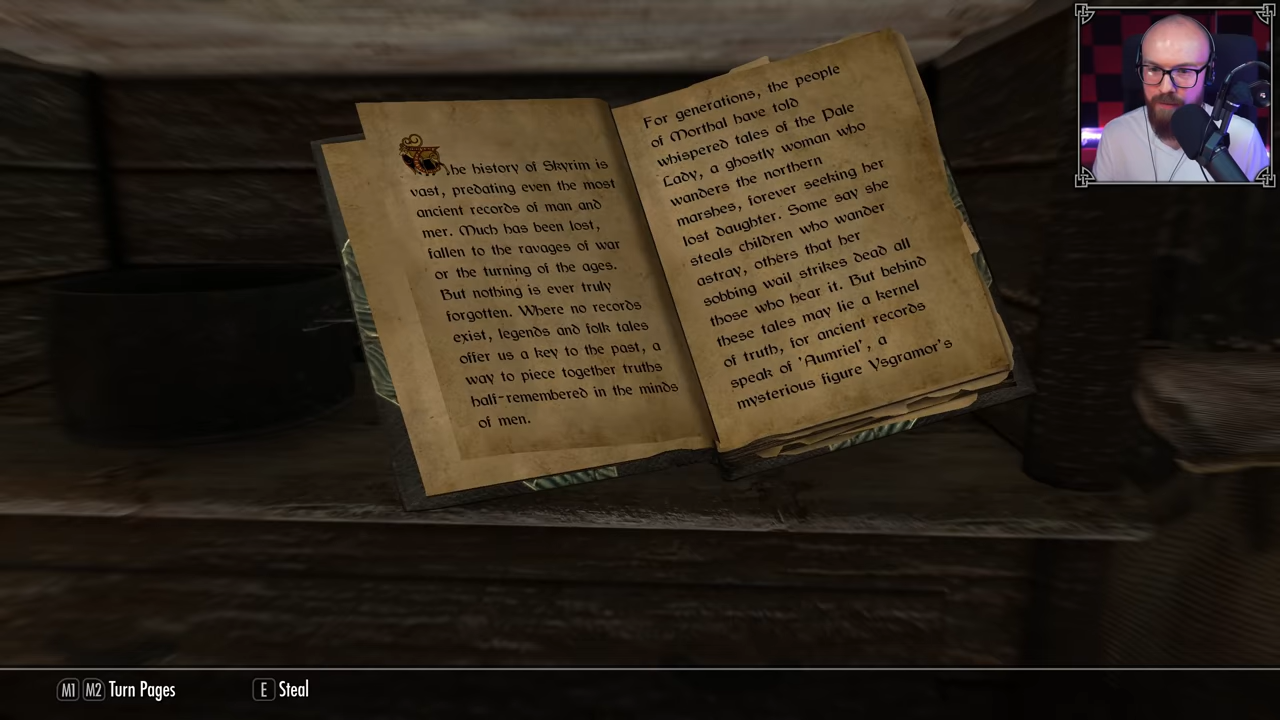 The history of Skyrim is
vast, predating even the most
ancient records of man and
mer. Much has been lost,
fallen to the ravages of war
or the turning of the ages.
But nothing is ever truly
forgotten. Where no records
exist, legends and folk tales
offer us a key to the past, a
way to piece together truths
half-remembered in the minds
of men.
For generations, the people
of Morthal have told
whispered tales of the Pale
Lady, a ghostly woman who
wanders the northern
marshes, forever seeking her
lost daughter. Some say she
steals children who wander
astray, others that her
sobbing wail strikes dead all
those who hear it. But behind
these tales may lie a kernel
of truth, for ancient records
speak of 'Aumriel', a
mysterious figure Ysgramor's
M1 M2 Turn Pages
E Steal